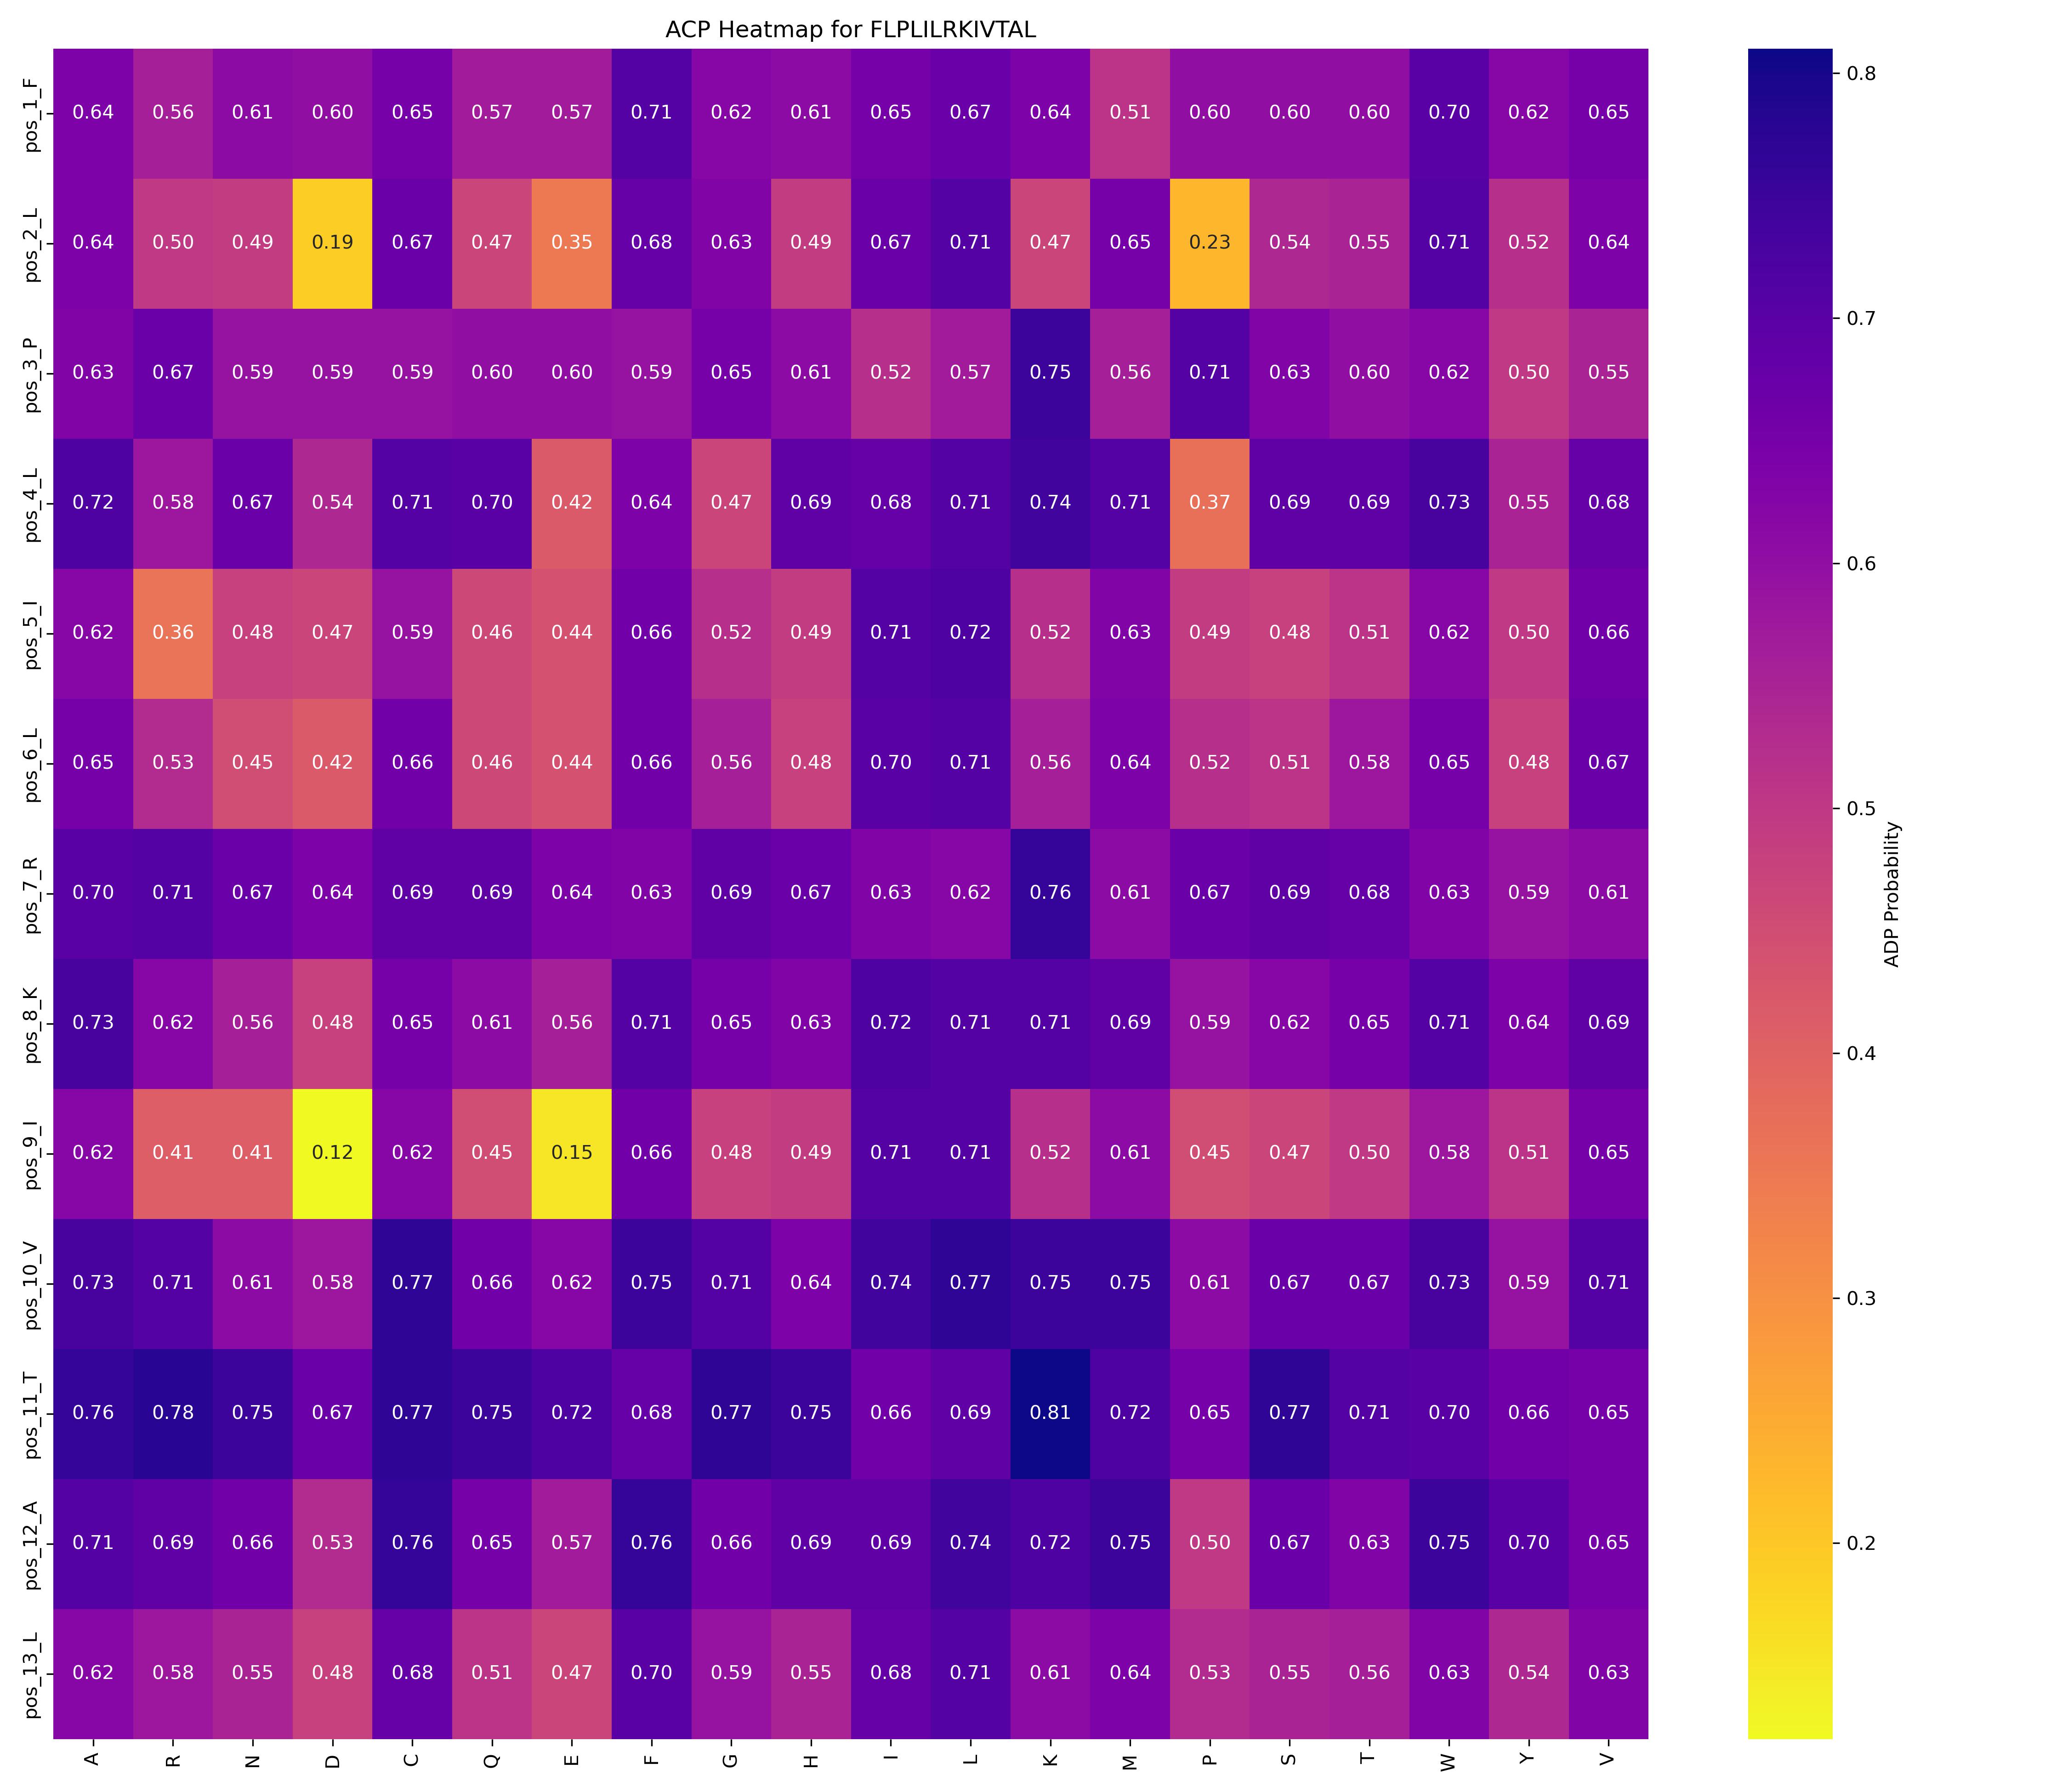 ACP Heatmap for FLPLILRKIVTAL
pos_1_F 0.64 0.56 0.61 0.60 0.65 0.57 0.57 0.71 0.62 0.61 0.65 0.67 0.64 0.51 0.60 0.60 0.60 0.70 0.62 0.65
pos_2_L 0.64 0.50 0.49 0.19 0.67 0.47 0.35 0.68 0.63 0.49 0.67 0.71 0.47 0.65 0.23 0.54 0.55 0.71 0.52 0.64
pos_3_P 0.63 0.67 0.59 0.59 0.59 0.60 0.60 0.59 0.65 0.61 0.52 0.57 0.75 0.56 0.71 0.63 0.60 0.62 0.50 0.55
pos_4_L 0.72 0.58 0.67 0.54 0.71 0.70 0.42 0.64 0.47 0.69 0.68 0.71 0.74 0.71 0.37 0.69 0.69 0.73 0.55 0.68
pos_5_I 0.62 0.36 0.48 0.47 0.59 0.46 0.44 0.66 0.52 0.49 0.71 0.72 0.52 0.63 0.49 0.48 0.51 0.62 0.50 0.66
pos_6_L 0.65 0.53 0.45 0.42 0.66 0.46 0.44 0.66 0.56 0.48 0.70 0.71 0.56 0.64 0.52 0.51 0.58 0.65 0.48 0.67
pos_7_R 0.70 0.71 0.67 0.64 0.69 0.69 0.64 0.63 0.69 0.67 0.63 0.62 0.76 0.61 0.67 0.69 0.68 0.63 0.59 0.61
pos_8_K 0.73 0.62 0.56 0.48 0.65 0.61 0.56 0.71 0.65 0.63 0.72 0.71 0.71 0.69 0.59 0.62 0.65 0.71 0.64 0.69
pos_9_I 0.62 0.41 0.41 0.12 0.62 0.45 0.15 0.66 0.48 0.49 0.71 0.71 0.52 0.61 0.45 0.47 0.50 0.58 0.51 0.65
pos_10_V 0.73 0.71 0.61 0.58 0.77 0.66 0.62 0.75 0.71 0.64 0.74 0.77 0.75 0.75 0.61 0.67 0.67 0.73 0.59 0.71
pos_11_T 0.76 0.78 0.75 0.67 0.77 0.75 0.72 0.68 0.77 0.75 0.66 0.69 0.81 0.72 0.65 0.77 0.71 0.70 0.66 0.65
pos_12_A 0.71 0.69 0.66 0.53 0.76 0.65 0.57 0.76 0.66 0.69 0.69 0.74 0.72 0.75 0.50 0.67 0.63 0.75 0.70 0.65
pos_13_L 0.62 0.58 0.55 0.48 0.68 0.51 0.47 0.70 0.59 0.55 0.68 0.71 0.61 0.64 0.53 0.55 0.56 0.63 0.54 0.63
A R N D C Q E F G H I L K M P S T W Y V
0.8
0.7
0.6
0.5
0.4
0.3
0.2
ADP Probability